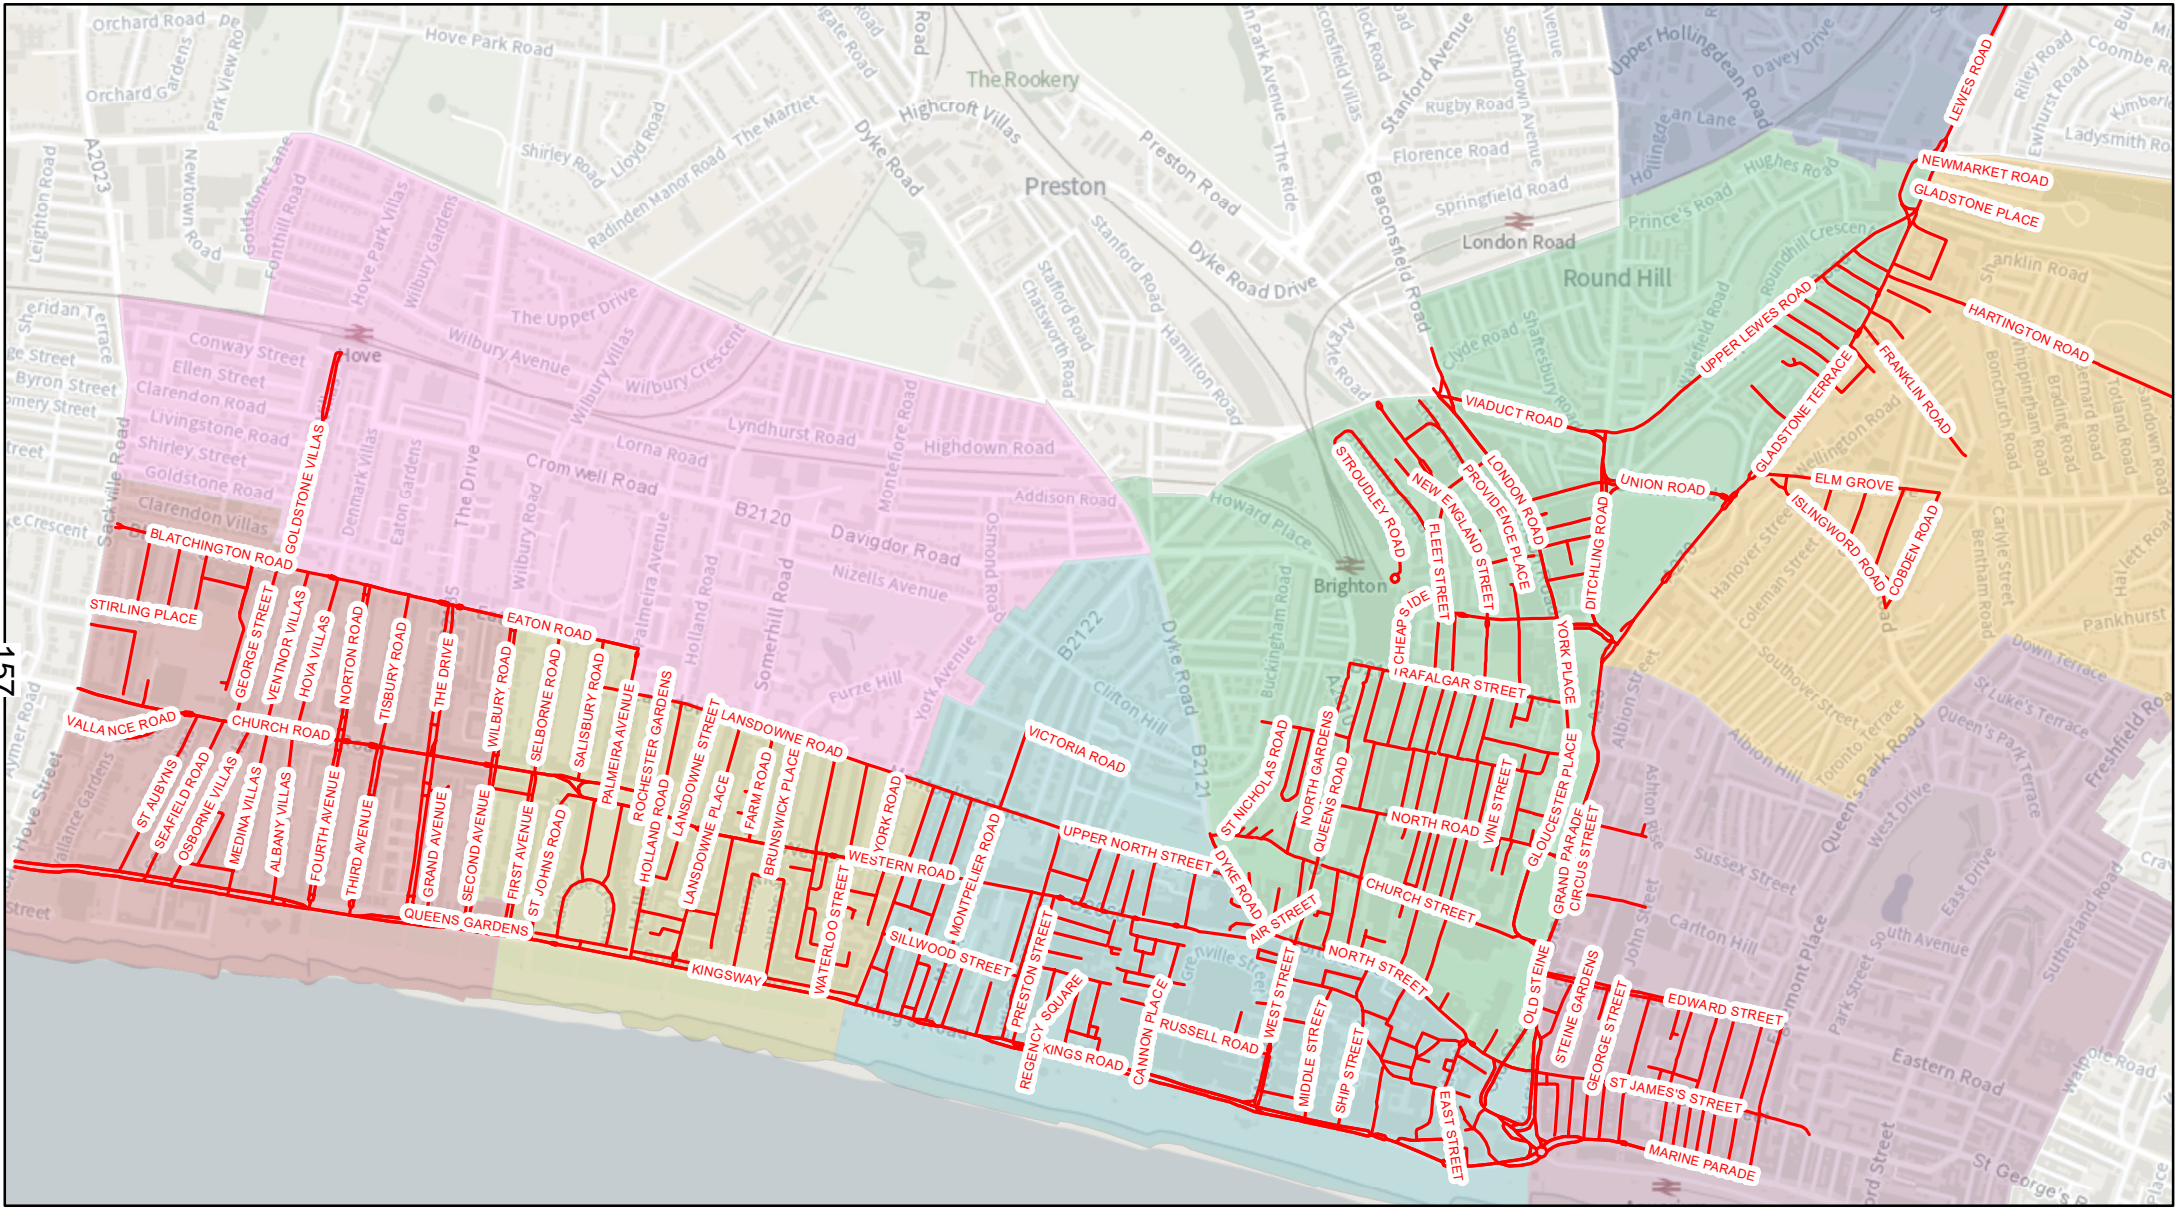 Orchard Road
Orchard Gardens
Park View Road
Hove Park Road
The Rookery
Highcroft Villas
Rugby Road
Stanford Avenue
Southdown Avenue
Upper Hollingdean Road
Davey Drive
LEWES ROAD
Riley Road
Ewhurst Road
Coombe
Ladysmith
A2023
Leighton Road
Newtown Road
Goldstone Lane
Fonthill Road
Hove Park Villas
Wilbury Gardens
Shirley Road
Lloyd Road
The Martlet
Radinden Manor Road
Dyke Road
Preston
Preston Road
The Ride
Beaconsfield Road
Florence Road
Springfield Road
London Road
Hughes Road
Prince's Road
Roundhill Crescent
Round Hill
NEWMARKET ROAD
GLADSTONE PLACE
Shanklin Road
HARTINGTON ROAD
Stanford Road
Dyke Road Drive
Stafford Road
Chatsworth Road
Hamilton Road
Argyle Road
Clyde Road
Shaftesbury Road
Wakefield Road
UPPER LEWES ROAD
GLADSTONE TERRACE
FRANKLIN ROAD
Bonchurch Road
Brading Road
Totland Road
Conway Street
Ellen Street
Clarendon Road
Livingstone Road
Shirley Street
Goldstone Road
Clarendon Villas
Byron Street
Hove
The Upper Drive
Wilbury Avenue
Wilbury Villas
Wilbury Crescent
Lorna Road
Lyndhurst Road
Montefiore Road
Highdown Road
Cromwell Road
B2120
Addison Road
Davigdor Road
Nizells Avenue
Osmond Road
Denmark Villas
Eaton Gardens
The Drive
Wilbury Road
Palmeira Avenue
Holland Road
Somerhill Road
Furze Hill
York Avenue
Sackville Road
GOLDSTONE VILLAS
BLATCHINGTON ROAD
STIRLING PLACE
GEORGE STREET
VENTNOR VILLAS
HOVA VILLAS
NORTON ROAD
TISBURY ROAD
THE DRIVE
WILBURY ROAD
EATON ROAD
SELBORNE ROAD
SALISBURY ROAD
PALMEIRA AVENUE
ROCHESTER GARDENS
HOLLAND ROAD
LANSDOWNE STREET
LANSDOWNE PLACE
LANSDOWNE ROAD
FARM ROAD
BRUNSWICK PLACE
YORK ROAD
VALLANCE ROAD
CHURCH ROAD
ST AUBYNS
SEAFIELD ROAD
OSBORNE VILLAS
MEDINA VILLAS
ALBANY VILLAS
FOURTH AVENUE
THIRD AVENUE
GRAND AVENUE
SECOND AVENUE
FIRST AVENUE
ST JOHNS ROAD
QUEENS GARDENS
KINGSWAY
WATERLOO STREET
WESTERN ROAD
Hove Street
157
B2122
Clifton Hill
Dyke Road
B2121
VICTORIA ROAD
UPPER NORTH STREET
MONTPELIER ROAD
SILLWOOD STREET
PRESTON STREET
REGENCY SQUARE
King's Road
KINGS ROAD
CANNON PLACE
RUSSELL ROAD
WEST STREET
MIDDLE STREET
SHIP STREET
EAST STREET
Howard Place
Brighton
Buckingham Road
A2010
VIADUCT ROAD
STROUDLEY ROAD
NEW ENGLAND STREET
PROVIDENCE PLACE
LONDON ROAD
FLEET STREET
CHEAPSIDE
DITCHLING ROAD
UNION ROAD
ELM GROVE
ISLINGWORD ROAD
COBDEN ROAD
YORK PLACE
TRAFALGAR STREET
ST NICHOLAS ROAD
NORTH GARDENS
QUEENS ROAD
NORTH ROAD
VINE STREET
GLOUCESTER PLACE
GRAND PARADE
CIRCUS STREET
DYKE ROAD
AIR STREET
CHURCH STREET
NORTH STREET
OLD STEINE
STEINE GARDENS
GEORGE STREET
EDWARD STREET
ST JAMES'S STREET
MARINE PARADE
A270
A23
Hanover Street
Coleman Street
Southover Street
Toronto Terrace
Albion Street
Albion Hill
Carlyle Street
Bentham Road
Pankhurst
Down Terrace
St Luke's Terrace
Queen's Park Road
West Drive
East Drive
South Avenue
Sutherland Road
Freshfield Road
Ashton Rise
Sussex Street
John Street
Carlton Hill
Park Street
Eastern Road
St George's